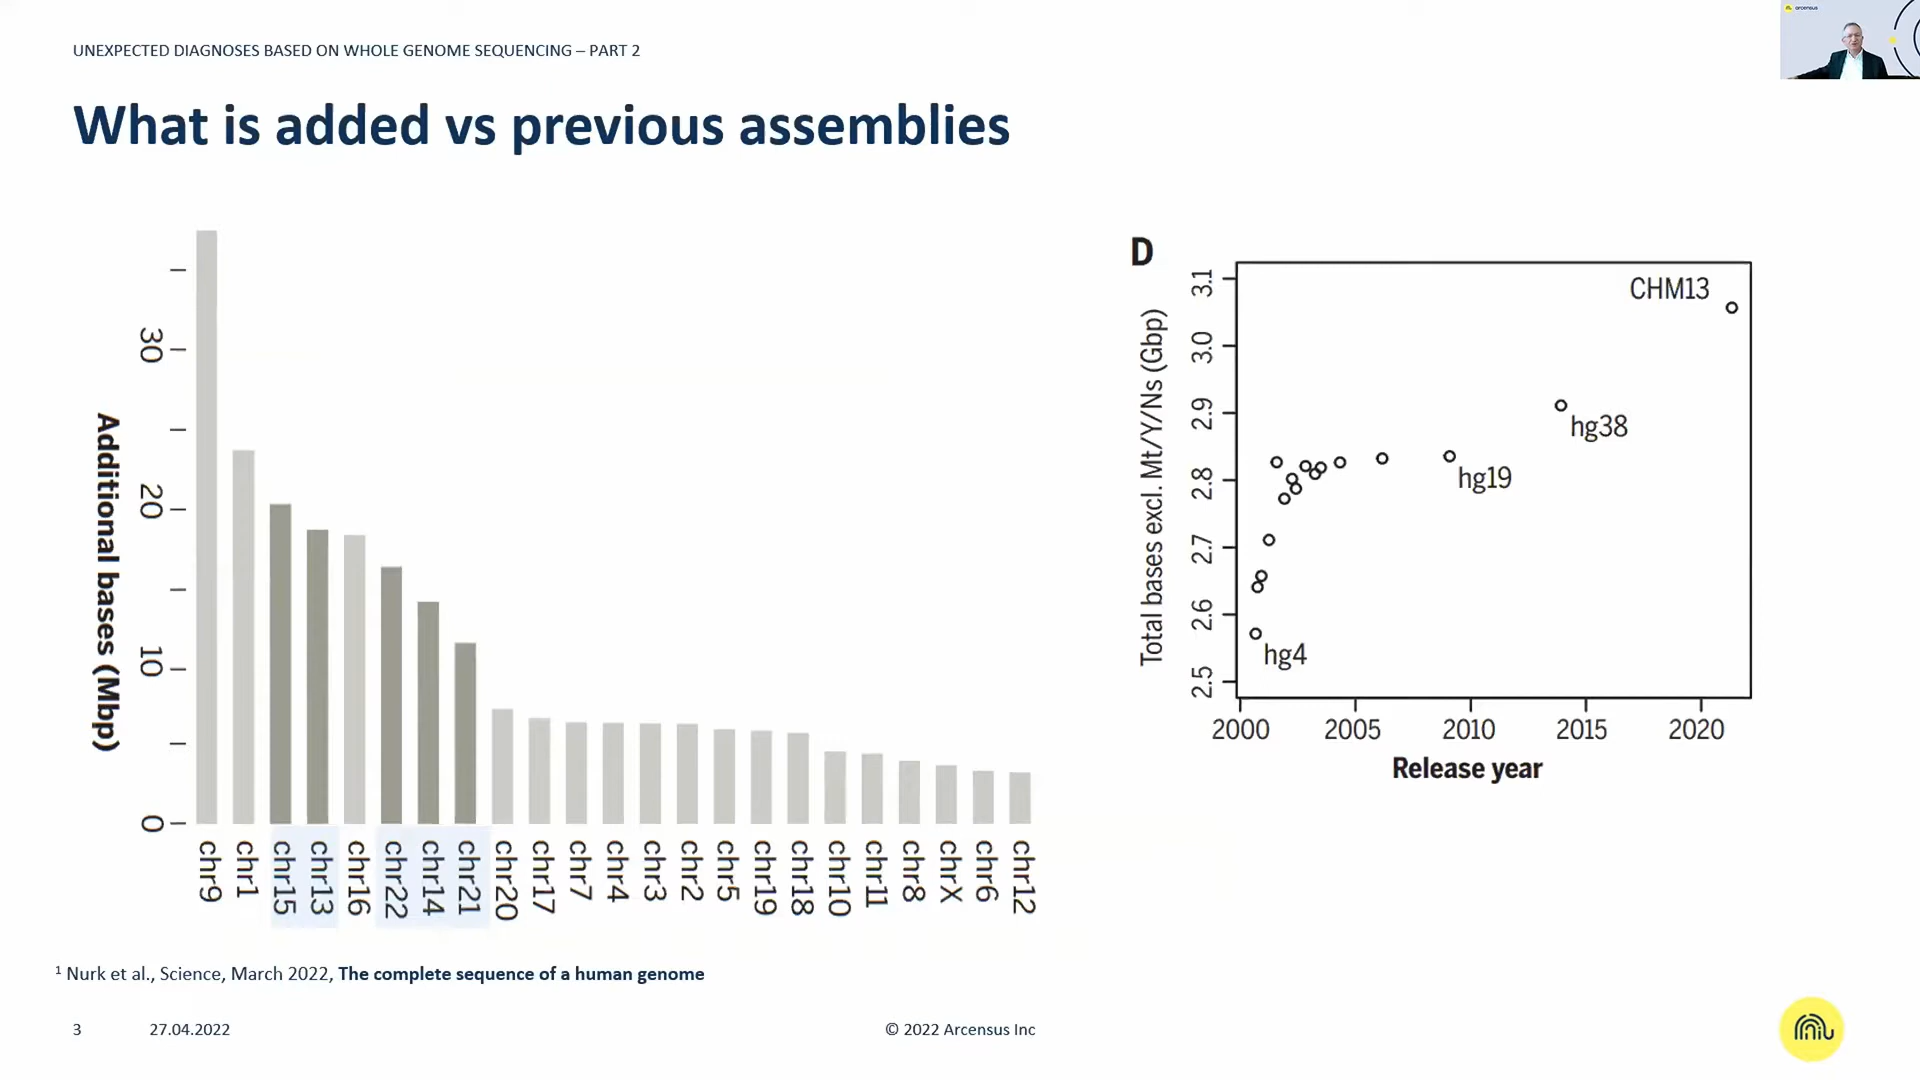 UNEXPECTED DIAGNOSES BASED ON WHOLE GENOME SEQUENCING – PART 2
arcensus
What is added vs previous assemblies
Additional bases (Mbp)
30
20
10
0
chr9
chr1
chr15
chr13
chr16
chr22
chr14
chr21
chr20
chr17
chr7
chr4
chr3
chr2
chr5
chr19
chr18
chr10
chr11
chr8
chrX
chr6
chr12
D
Total bases excl. Mt/Y/Ns (Gbp)
3.1
3.0
2.9
2.8
2.7
2.6
2.5
CHM13
hg38
hg19
hg4
2000 2005 2010 2015 2020
Release year
¹ Nurk et al., Science, March 2022, The complete sequence of a human genome
3 27.04.2022 © 2022 Arcensus Inc